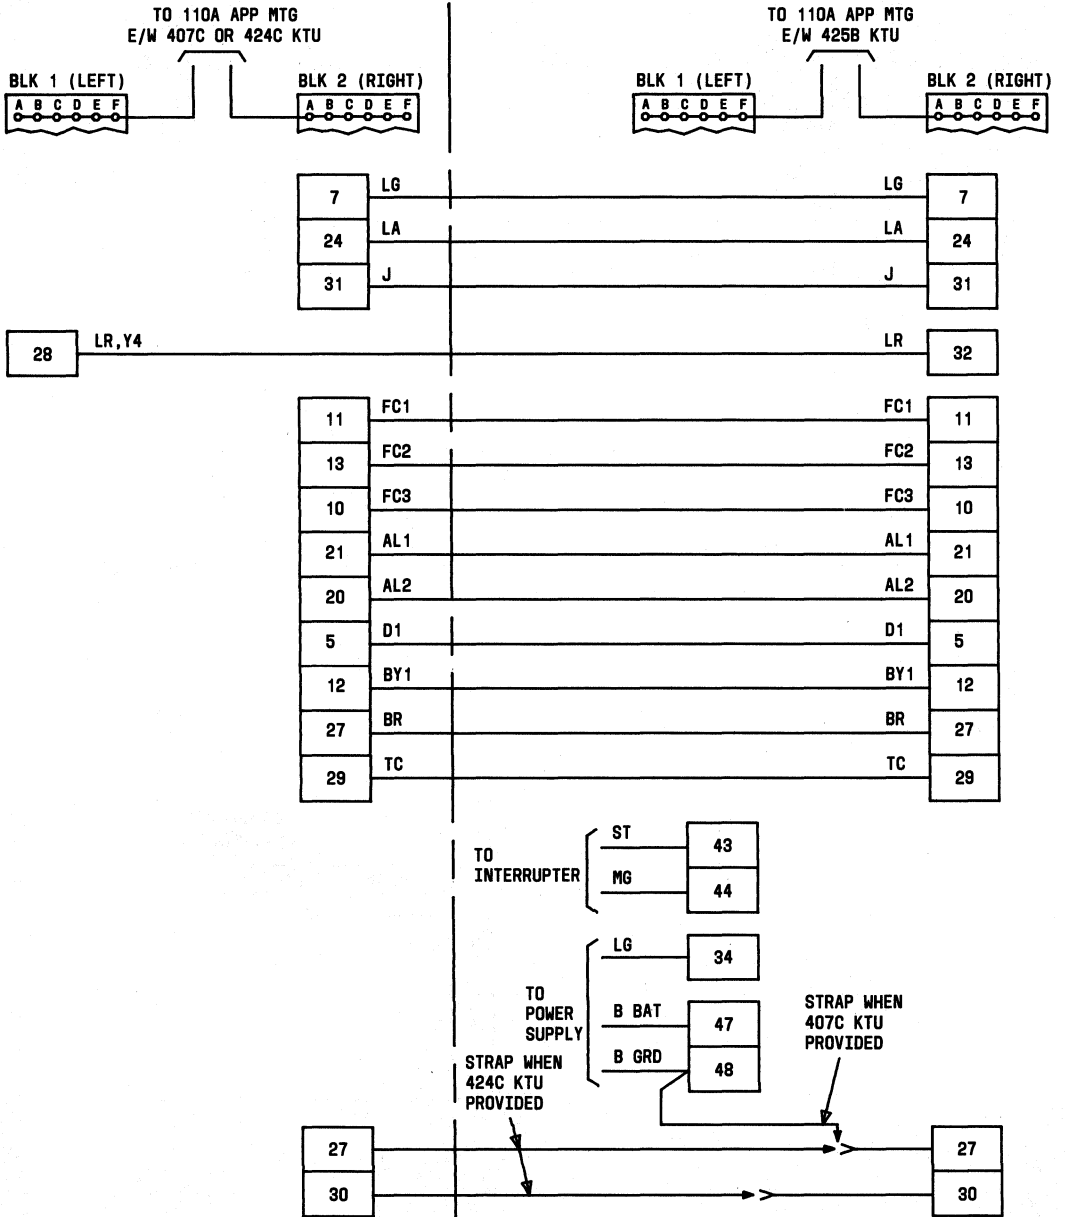 TO 110A APP MTG
E/W 407C OR 424C KTU
TO 110A APP MTG
E/W 425B KTU
BLK 1 (LEFT)
BLK 2 (RIGHT)
BLK 1 (LEFT)
BLK 2 (RIGHT)
A B C D E F
A B C D E F
A B C D E F
A B C D E F
7 LG LG 7
24 LA LA 24
31 J J 31
28 LR,Y4 LR 32
11 FC1 FC1 11
13 FC2 FC2 13
10 FC3 FC3 10
21 AL1 AL1 21
20 AL2 AL2 20
5 D1 D1 5
12 BY1 BY1 12
27 BR BR 27
29 TC TC 29
TO
INTERRUPTER
ST 43
MG 44
TO
POWER
SUPPLY
LG 34
B BAT 47
B GRD 48
STRAP WHEN
407C KTU
PROVIDED
STRAP WHEN
424C KTU
PROVIDED
27 27
30 30